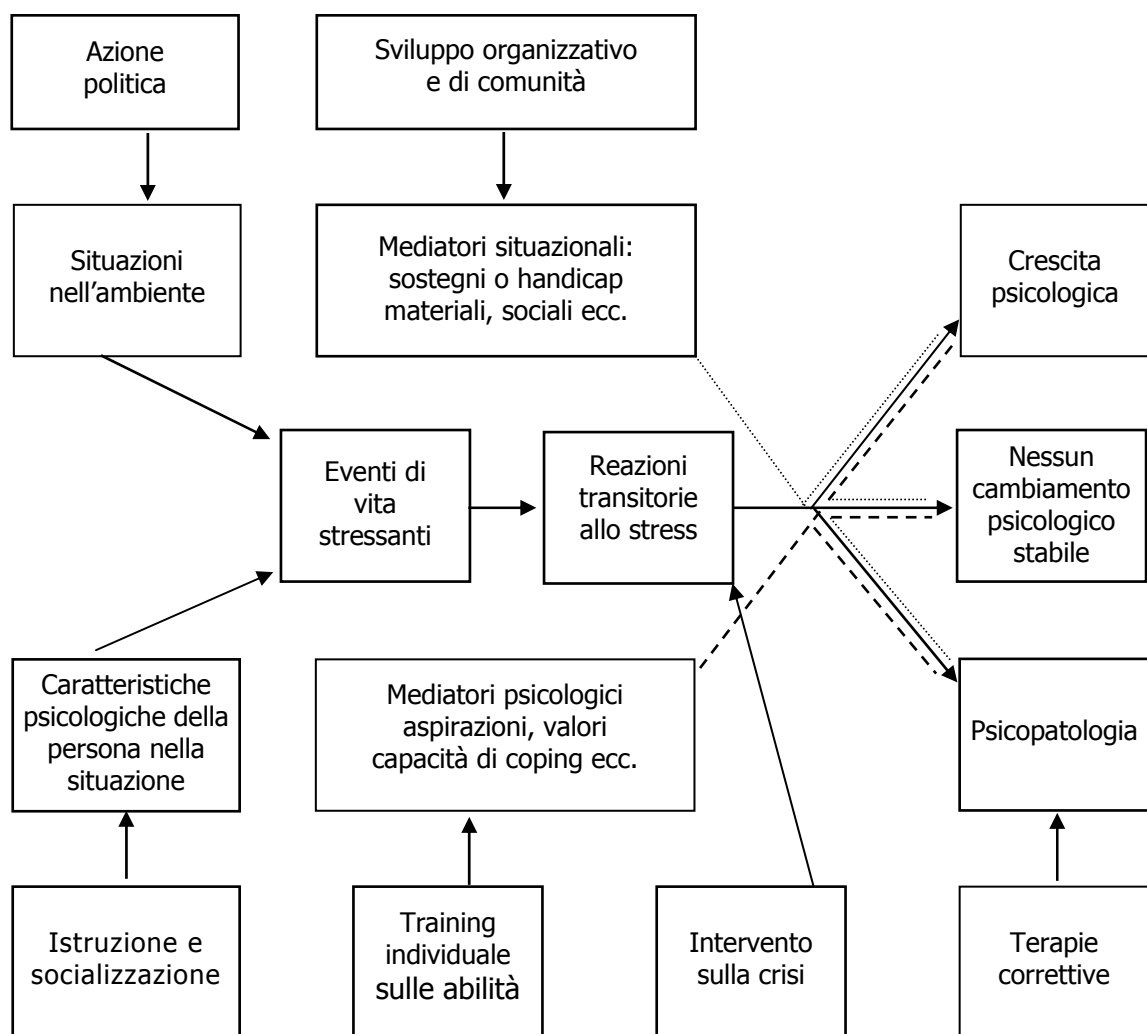 Azione
politica
Sviluppo organizzativo
e di comunità
Situazioni
nell’ambiente
Mediatori situazionali:
sostegni o handicap
materiali, sociali ecc.
Crescita
psicologica
Eventi di
vita
stressanti
Reazioni
transitorie
allo stress
Nessun
cambiamento
psicologico
stabile
Caratteristiche
psicologiche della
persona nella
situazione
Mediatori psicologici
aspirazioni, valori
capacità di coping ecc.
Psicopatologia
Istruzione e
socializzazione
Training
individuale
sulle abilità
Intervento
sulla crisi
Terapie
correttive